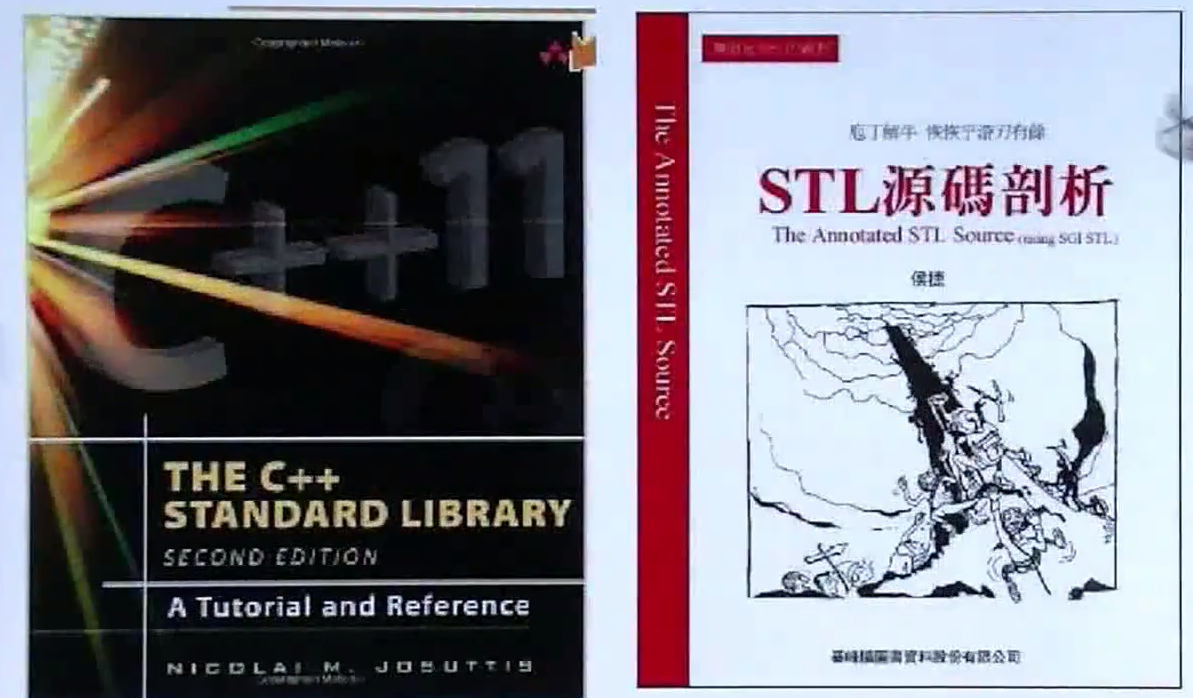 Copyrighted Material
C++11
THE C++
STANDARD LIBRARY
SECOND EDITION
A Tutorial and Reference
NICOLAI M. JOSUTTIS
Copyrighted Material
The Annotated STL Source
庖丁解牛 恢恢乎游刃有餘
STL源碼剖析
The Annotated STL Source (using SGI STL)
侯捷
碁峰資訊股份有限公司